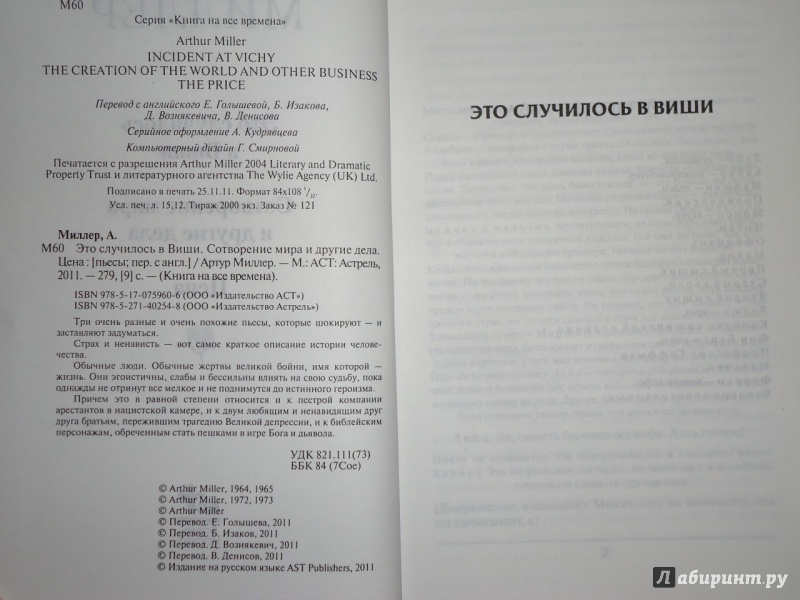 М60
Серия «Книга на все времена»
Arthur Miller
INCIDENT AT VICHY
THE CREATION OF THE WORLD AND OTHER BUSINESS
THE PRICE
Перевод с английского Е. Голышевой, Б. Изакова,
Д. Вознякевича, В. Денисова
Серийное оформление А. Кудрявцева
Компьютерный дизайн Г. Смирновой
Печатается с разрешения Arthur Miller 2004 Literary and Dramatic
Property Trust и литературного агентства The Wylie Agency (UK) Ltd.
Подписано в печать 25.11.11. Формат 84х108 1/32.
Усл. печ. л. 15,12. Тираж 2000 экз. Заказ № 121
Миллер, А.
М60 Это случилось в Виши. Сотворение мира и другие дела.
Цена : [пьесы; пер. с англ.] / Артур Миллер. — М.: АСТ: Астрель,
2011. — 279, [9] с. — (Книга на все времена).
ISBN 978-5-17-075960-6 (ООО «Издательство АСТ»)
ISBN 978-5-271-40254-8 (ООО «Издательство Астрель»)
Три очень разные и очень похожие пьесы, которые шокируют — и
заставляют задуматься.
Страх и ненависть — вот самое краткое описание истории челове-
чества.
Обычные люди. Обычные жертвы великой бойни, имя которой —
жизнь. Они эгоистичны, слабы и бессильны влиять на свою судьбу, пока
однажды не отринут все мелкое и не поднимутся до истинного героизма.
Причем это в равной степени относится и к пестрой компании
арестантов в нацистской камере, и к двум любящим и ненавидящим друг
друга братьям, пережившим трагедию Великой депрессии, и к библейским
персонажам, обреченным стать пешками в игре Бога и дьявола.
УДК 821.111(73)
ББК 84 (7Сое)
© Arthur Miller, 1964, 1965
© Arthur Miller, 1972, 1973
© Arthur Miller
© Перевод. Е. Голышева, 2011
© Перевод. Б. Изаков, 2011
© Перевод. Д. Вознякевич, 2011
© Перевод. В. Денисов, 2011
© Издание на русском языке AST Publishers, 2011
ЭТО СЛУЧИЛОСЬ В ВИШИ
Лабиринт.ру